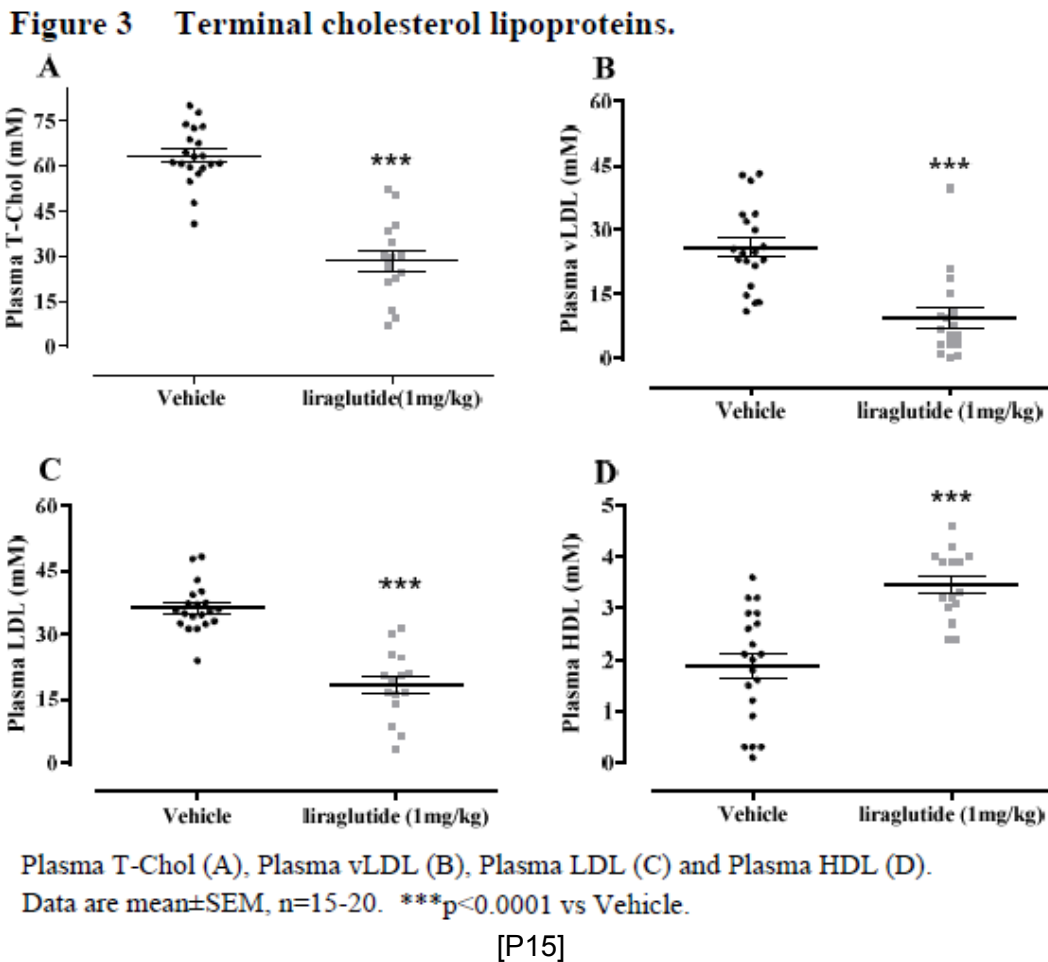 Figure 3 Terminal cholesterol lipoproteins.
A
Plasma T-Chol (mM)
75
60
45
30
15
0
***
Vehicle
liraglutide(1mg/kg)
B
Plasma vLDL (mM)
60
45
30
15
0
***
Vehicle
liraglutide (1mg/kg)
C
Plasma LDL (mM)
60
45
30
15
0
***
Vehicle
liraglutide (1mg/kg)
D
Plasma HDL (mM)
5
4
3
2
1
0
***
Vehicle
liraglutide (1mg/kg)
Plasma T-Chol (A), Plasma vLDL (B), Plasma LDL (C) and Plasma HDL (D).
Data are mean±SEM, n=15-20. ***p<0.0001 vs Vehicle.
[P15]